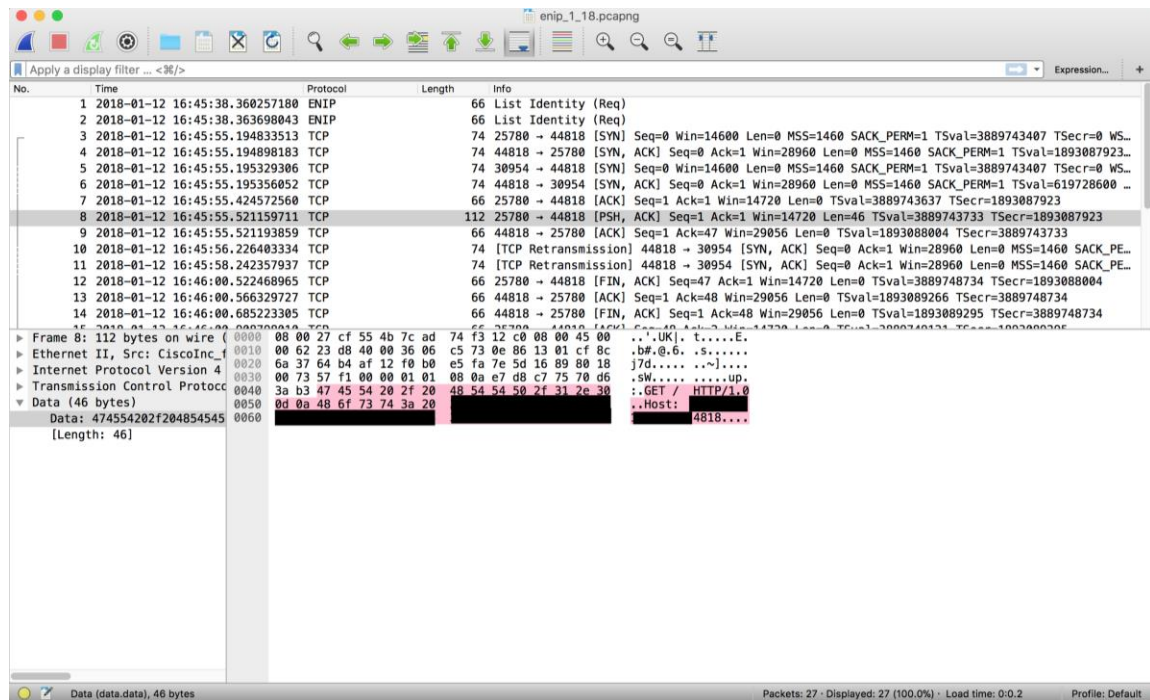 enip_1_18.pcapng
Apply a display filter ... <⌘/>
Expression... +
No. Time Protocol Length Info
1 2018-01-12 16:45:38.360257180 ENIP 66 List Identity (Req)
2 2018-01-12 16:45:38.363698043 ENIP 66 List Identity (Req)
3 2018-01-12 16:45:55.194833513 TCP 74 25780 → 44818 [SYN] Seq=0 Win=14600 Len=0 MSS=1460 SACK_PERM=1 TSval=3889743407 TSecr=0 WS…
4 2018-01-12 16:45:55.194898183 TCP 74 44818 → 25780 [SYN, ACK] Seq=0 Ack=1 Win=28960 Len=0 MSS=1460 SACK_PERM=1 TSval=1893087923…
5 2018-01-12 16:45:55.195329306 TCP 74 30954 → 44818 [SYN] Seq=0 Win=14600 Len=0 MSS=1460 SACK_PERM=1 TSval=3889743407 TSecr=0 WS…
6 2018-01-12 16:45:55.195356052 TCP 74 44818 → 30954 [SYN, ACK] Seq=0 Ack=1 Win=28960 Len=0 MSS=1460 SACK_PERM=1 TSval=619728600 …
7 2018-01-12 16:45:55.424572560 TCP 66 25780 → 44818 [ACK] Seq=1 Ack=1 Win=14720 Len=0 TSval=3889743637 TSecr=1893087923
8 2018-01-12 16:45:55.521159711 TCP 112 25780 → 44818 [PSH, ACK] Seq=1 Ack=1 Win=14720 Len=46 TSval=3889743733 TSecr=1893087923
9 2018-01-12 16:45:55.521193859 TCP 66 44818 → 25780 [ACK] Seq=1 Ack=47 Win=29056 Len=0 TSval=1893088004 TSecr=3889743733
10 2018-01-12 16:45:56.226403334 TCP 74 [TCP Retransmission] 44818 → 30954 [SYN, ACK] Seq=0 Ack=1 Win=28960 Len=0 MSS=1460 SACK_PE…
11 2018-01-12 16:45:58.242357937 TCP 74 [TCP Retransmission] 44818 → 30954 [SYN, ACK] Seq=0 Ack=1 Win=28960 Len=0 MSS=1460 SACK_PE…
12 2018-01-12 16:46:00.522468965 TCP 66 25780 → 44818 [FIN, ACK] Seq=47 Ack=1 Win=14720 Len=0 TSval=3889748734 TSecr=1893088004
13 2018-01-12 16:46:00.566329727 TCP 66 44818 → 25780 [ACK] Seq=1 Ack=48 Win=29056 Len=0 TSval=1893089266 TSecr=3889748734
14 2018-01-12 16:46:00.685223305 TCP 66 44818 → 25780 [FIN, ACK] Seq=1 Ack=48 Win=29056 Len=0 TSval=1893089295 TSecr=3889748734
Frame 8: 112 bytes on wire (
Ethernet II, Src: CiscoInc_f
Internet Protocol Version 4
Transmission Control Protoco
Data (46 bytes)
Data: 474554202f204854545
[Length: 46]
0000 08 00 27 cf 55 4b 7c ad 74 f3 12 c0 08 00 45 00 ..'.UK|. t.....E.
0010 00 62 23 d8 40 00 36 06 c5 73 0e 86 13 01 cf 8c .b#.@.6. .s......
0020 6a 37 64 b4 af 12 f0 b0 e5 fa 7e 5d 16 89 80 18 j7d..... ..~]....
0030 00 73 57 f1 00 00 01 01 08 0a e7 d8 c7 75 70 d6 .sW..... .....up.
0040 3a b3 47 45 54 20 2f 20 48 54 54 50 2f 31 2e 30 :.GET / HTTP/1.0
0050 0d 0a 48 6f 73 74 3a 20 ..Host:
0060 4818....
Data (data.data), 46 bytes
Packets: 27 · Displayed: 27 (100.0%) · Load time: 0:0.2
Profile: Default